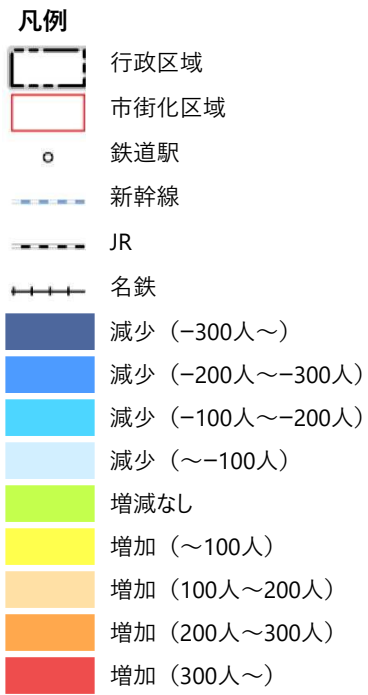 凡例
行政区域
市街化区域
鉄道駅
新幹線
JR
名鉄
減少（−300人～）
減少（−200人～−300人）
減少（−100人～−200人）
減少（～−100人）
増減なし
増加（～100人）
増加（100人～200人）
増加（200人～300人）
増加（300人～）